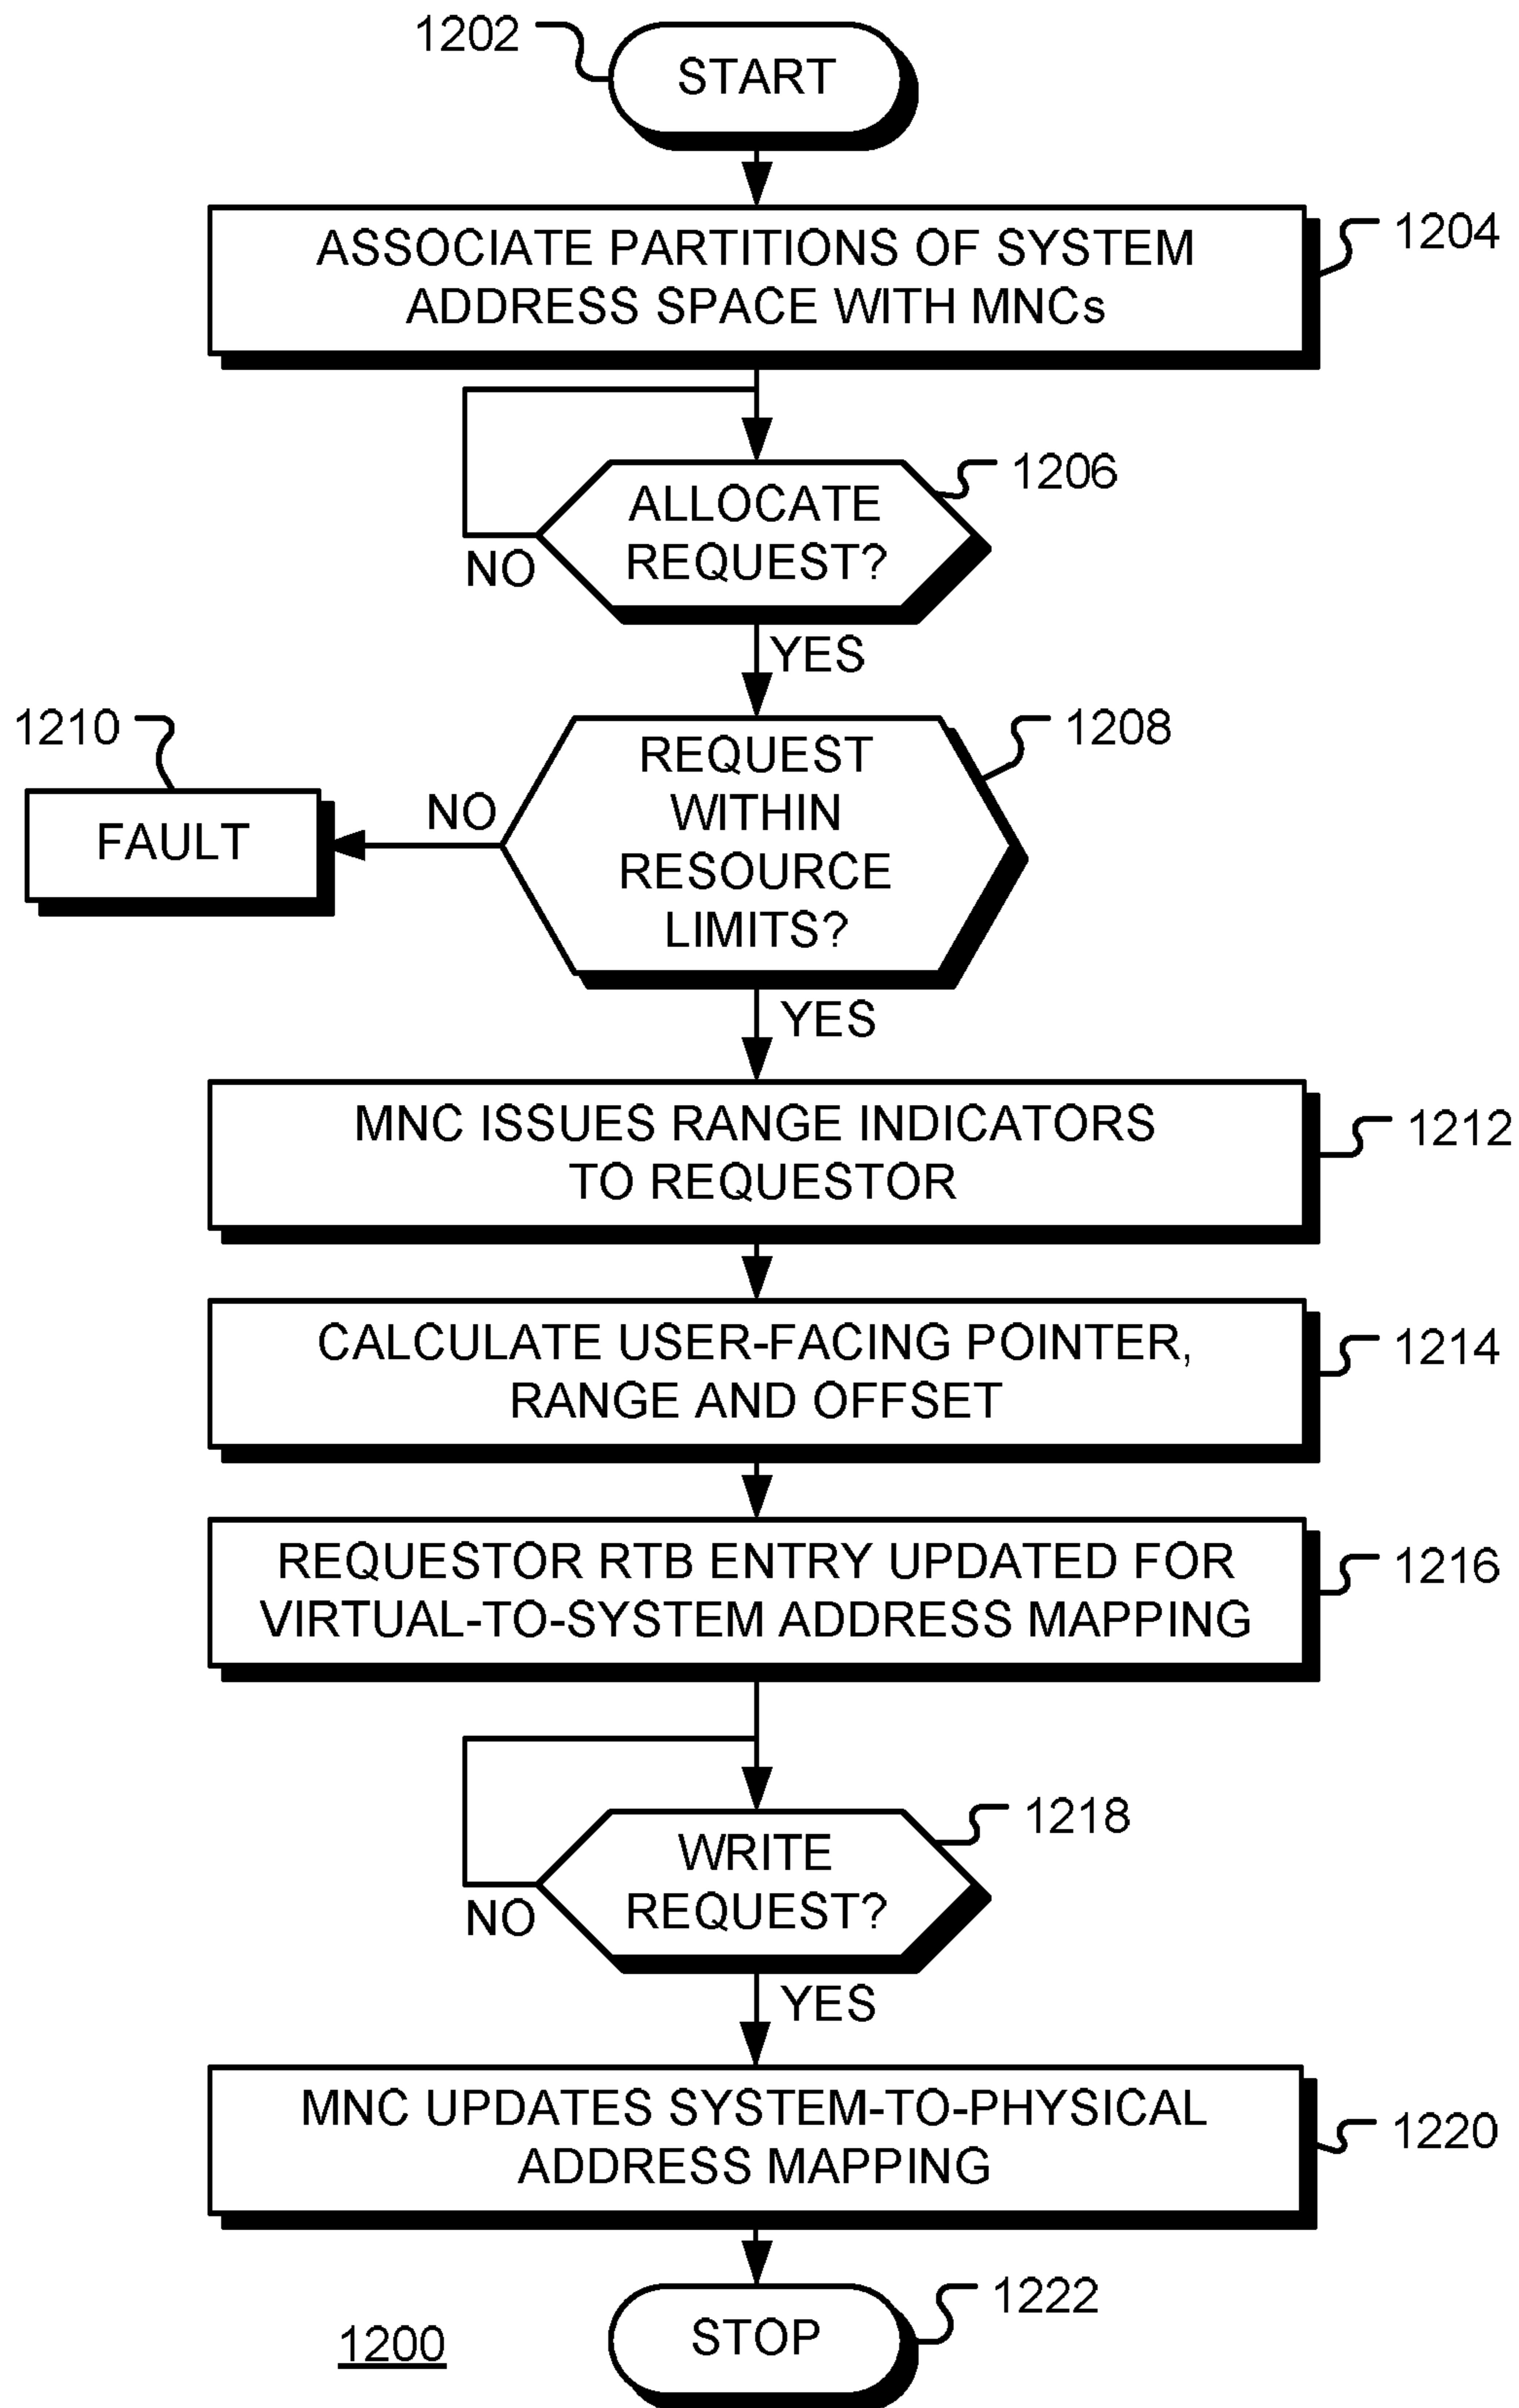 1202
START
1204
ASSOCIATE PARTITIONS OF SYSTEM
ADDRESS SPACE WITH MNCs
1206
ALLOCATE
REQUEST?
NO
YES
1210
1208
REQUEST
WITHIN
RESOURCE
LIMITS?
NO
FAULT
YES
MNC ISSUES RANGE INDICATORS
TO REQUESTOR
1212
CALCULATE USER-FACING POINTER,
RANGE AND OFFSET
1214
REQUESTOR RTB ENTRY UPDATED FOR
VIRTUAL-TO-SYSTEM ADDRESS MAPPING
1216
1218
WRITE
REQUEST?
NO
YES
MNC UPDATES SYSTEM-TO-PHYSICAL
ADDRESS MAPPING
1220
1222
STOP
1200